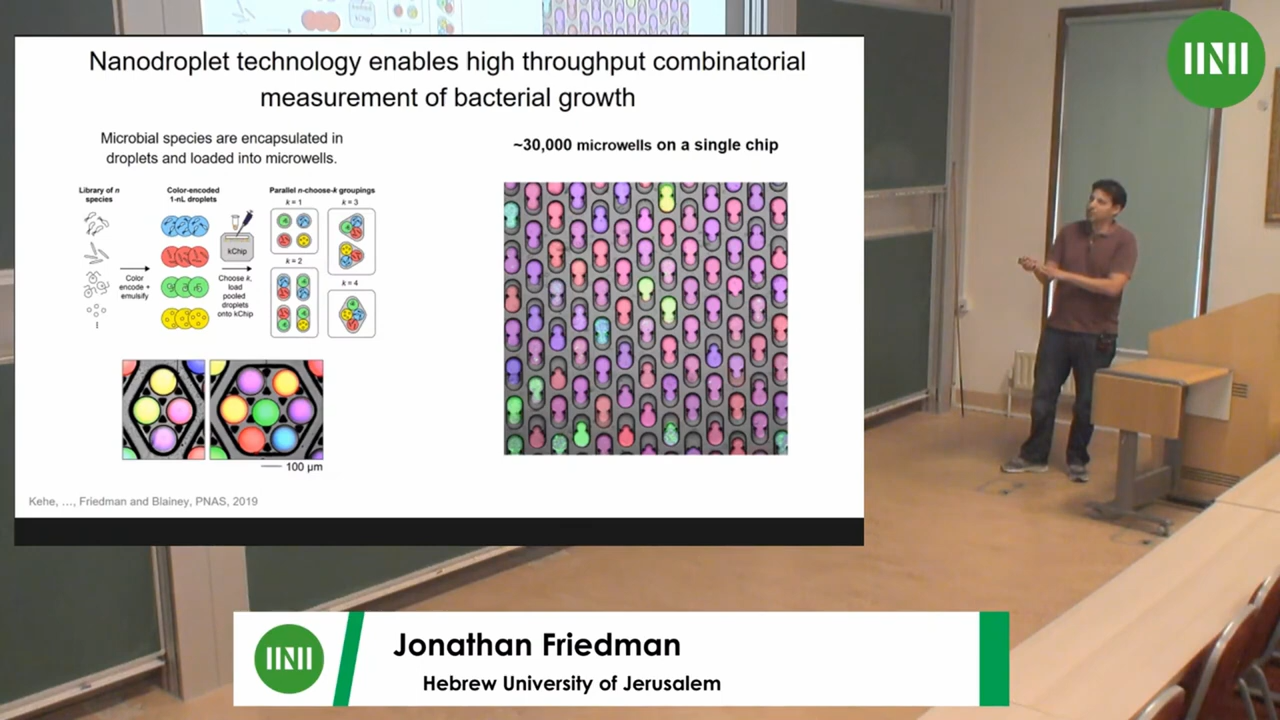 Nanodroplet technology enables high throughput combinatorial
measurement of bacterial growth
Microbial species are encapsulated in
droplets and loaded into microwells.
~30,000 microwells on a single chip
Library of n
species
Color-encoded
1-nL droplets
Parallel n-choose-k groupings
k = 1
k = 3
kChip
k = 2
k = 4
Color
encode +
emulsify
Choose k,
load
pooled
droplets
onto kChip
100 µm
Kehe, ..., Friedman and Blainey, PNAS, 2019
Jonathan Friedman
Hebrew University of Jerusalem